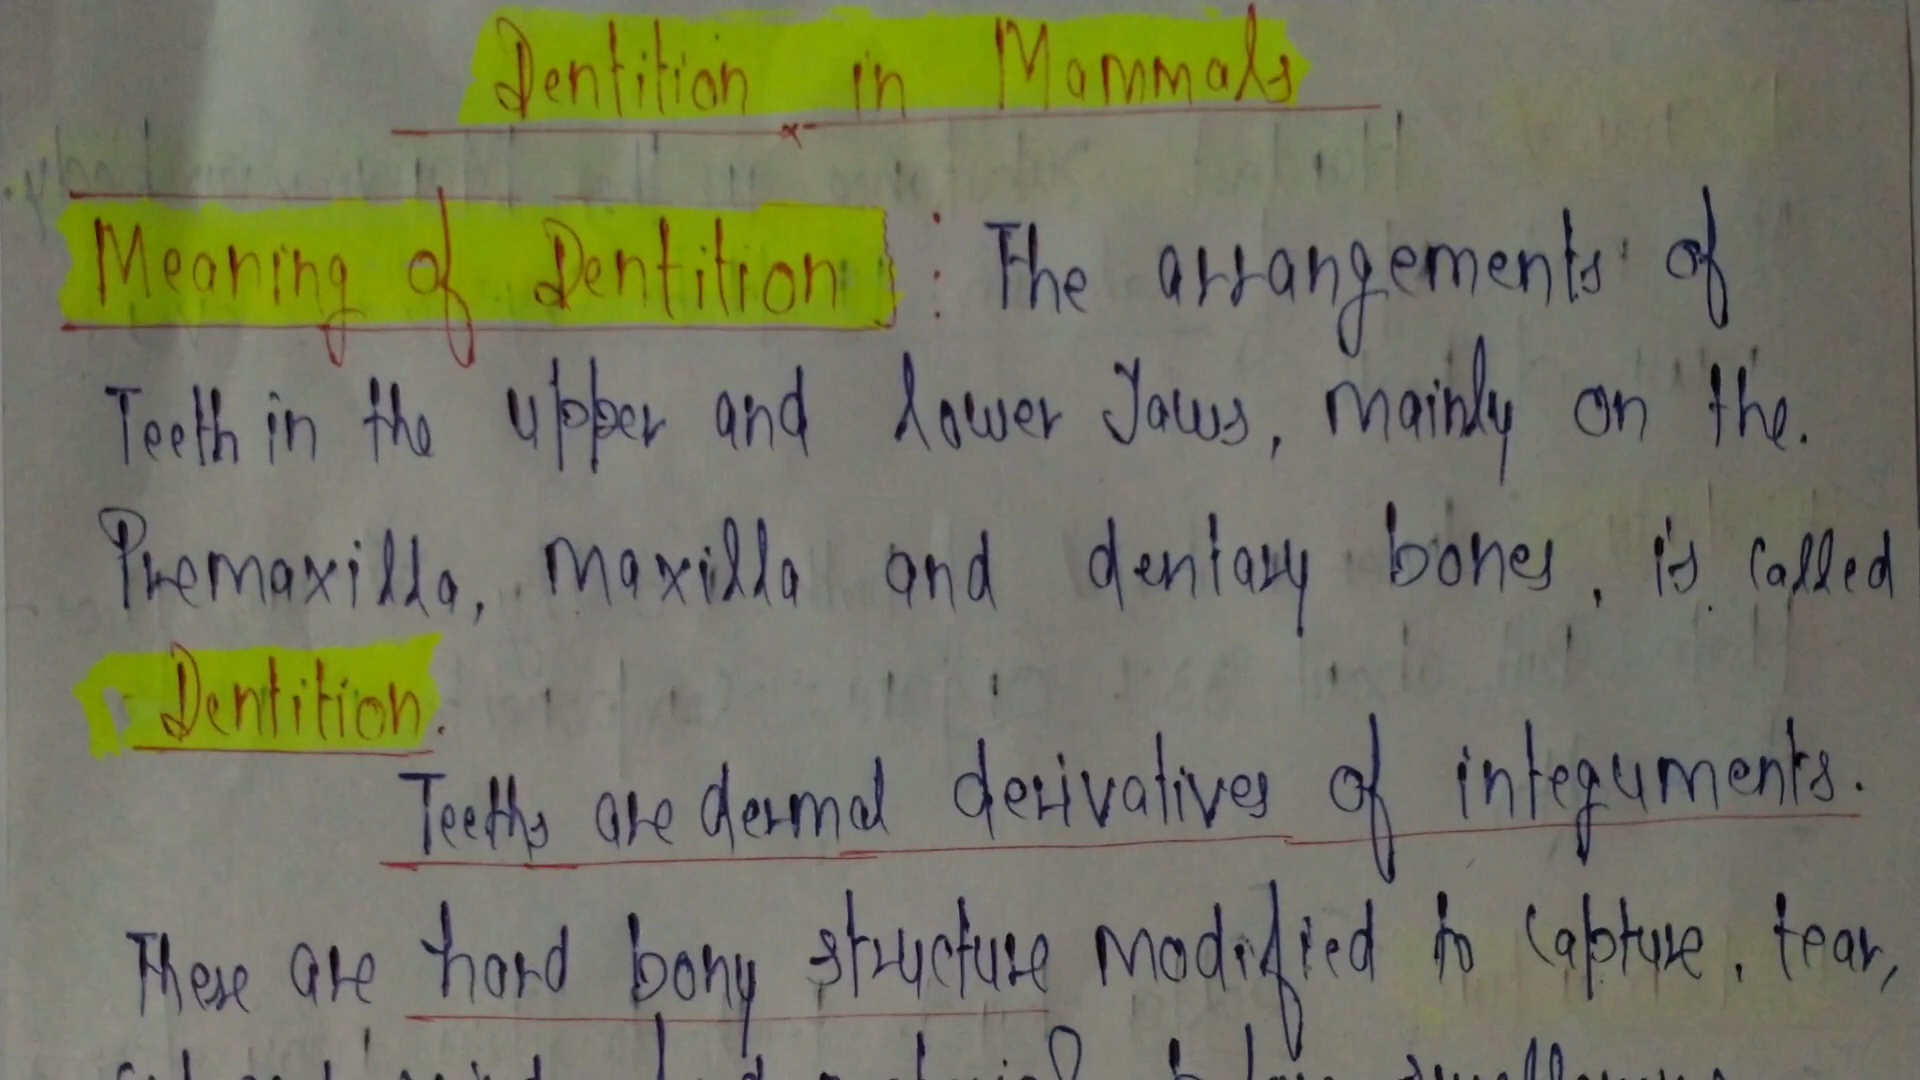 Dentition in Mammals
Meaning of Dentition : The arrangements of
Teeth in the upper and lower Jaws, mainly on the.
Premaxilla, maxilla and dentary bones, is called
Dentition.
Teeths are dermal derivatives of integuments.
These are hard bony structure modified to capture, tear,